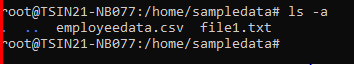 root@TSIN21-NB077:/home/sampledata# ls -a
. .. employeedata.csv file1.txt
root@TSIN21-NB077:/home/sampledata#